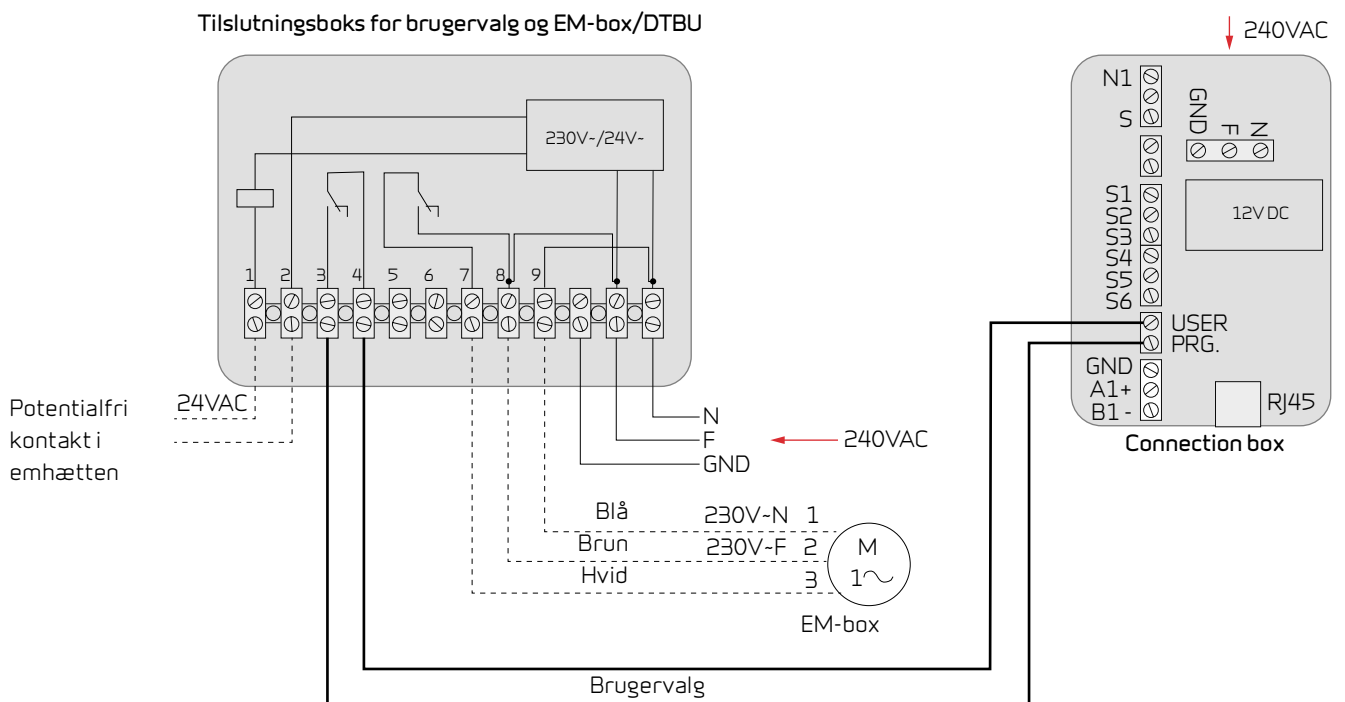 Tilslutningsboks for brugervalg og EM-box/DTBU
230V~/24V~
1 2 3 4 5 6 7 8 9
24VAC
Potentialfri
kontakt i
emhætten
N
F
GND
240VAC
Blå 230V~N 1
Brun 230V~F 2
Hvid 3
M
1~
EM-box
Brugervalg
240VAC
N1
S
GND
F
N
S1
S2
S3
S4
S5
S6
12V DC
USER
PRG.
GND
A1+
B1 -
RJ45
Connection box